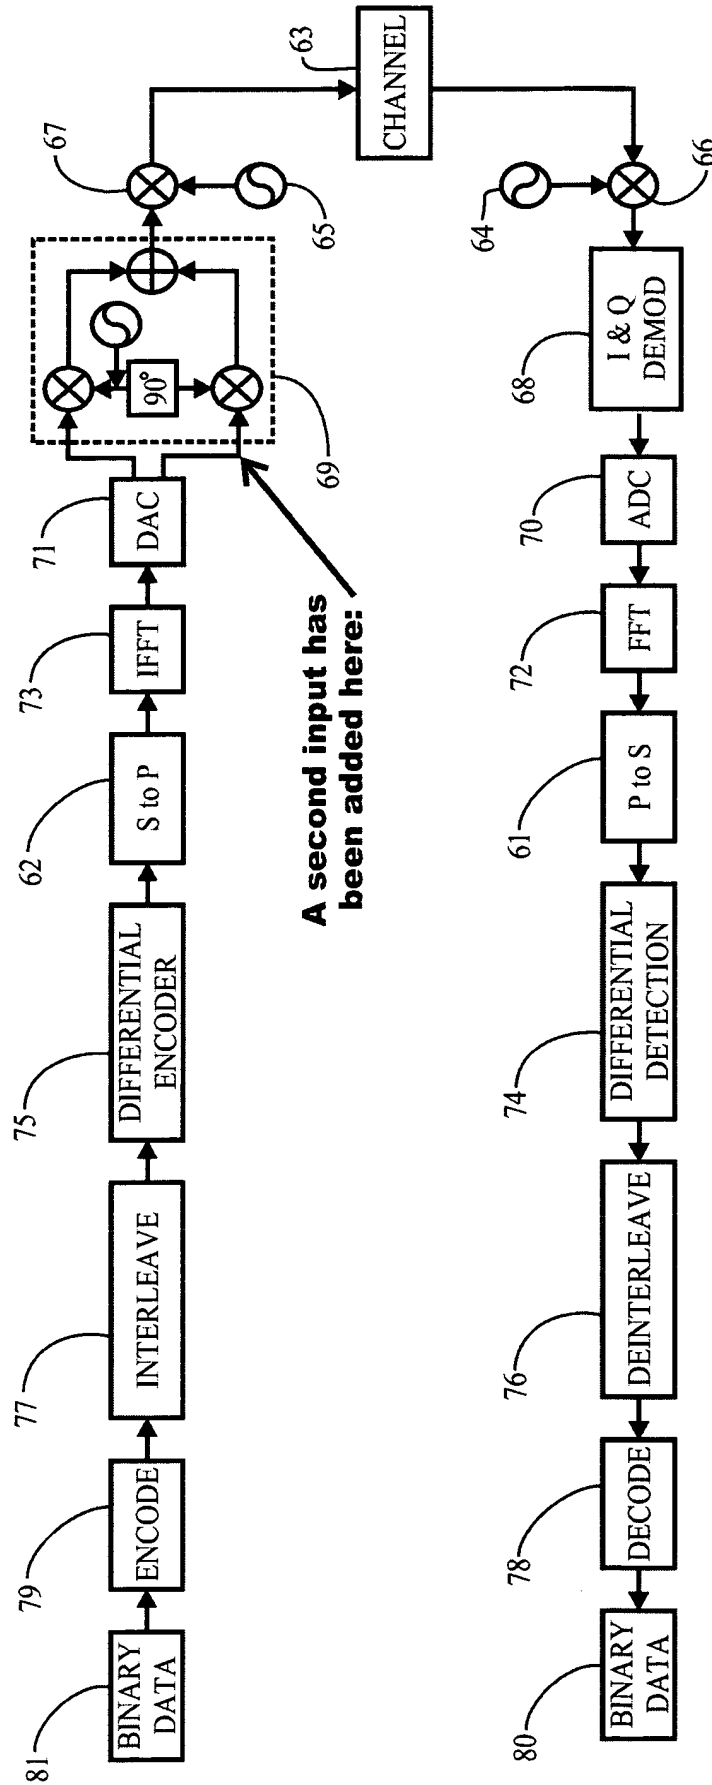 81
BINARY
DATA
79
ENCODE
77
INTERLEAVE
75
DIFFERENTIAL
ENCODER
62
S to P
73
IFFT
71
DAC
69
90°
67
65
63
CHANNEL
A second input has
been added here:
64
66
68
I & Q
DEMOD
70
ADC
72
FFT
61
P to S
74
DIFFERENTIAL
DETECTION
76
DEINTERLEAVE
78
DECODE
80
BINARY
DATA